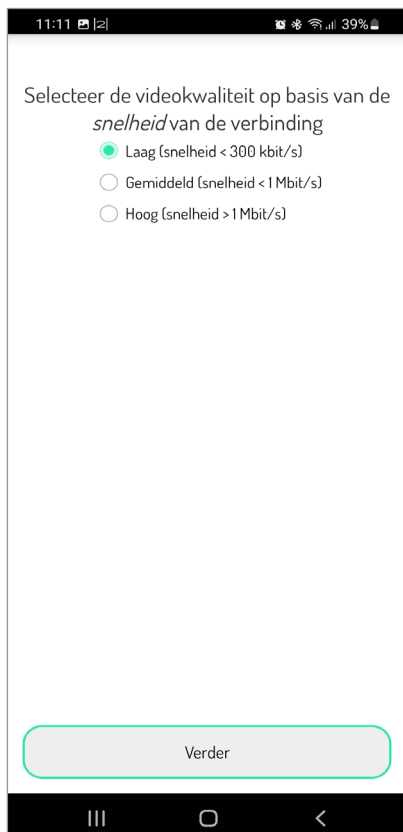 11:11 |2| 39%
Selecteer de videokwaliteit op basis van de
snelheid van de verbinding
Laag (snelheid < 300 kbit/s)
Gemiddeld (snelheid < 1 Mbit/s)
Hoog (snelheid > 1 Mbit/s)
Verder